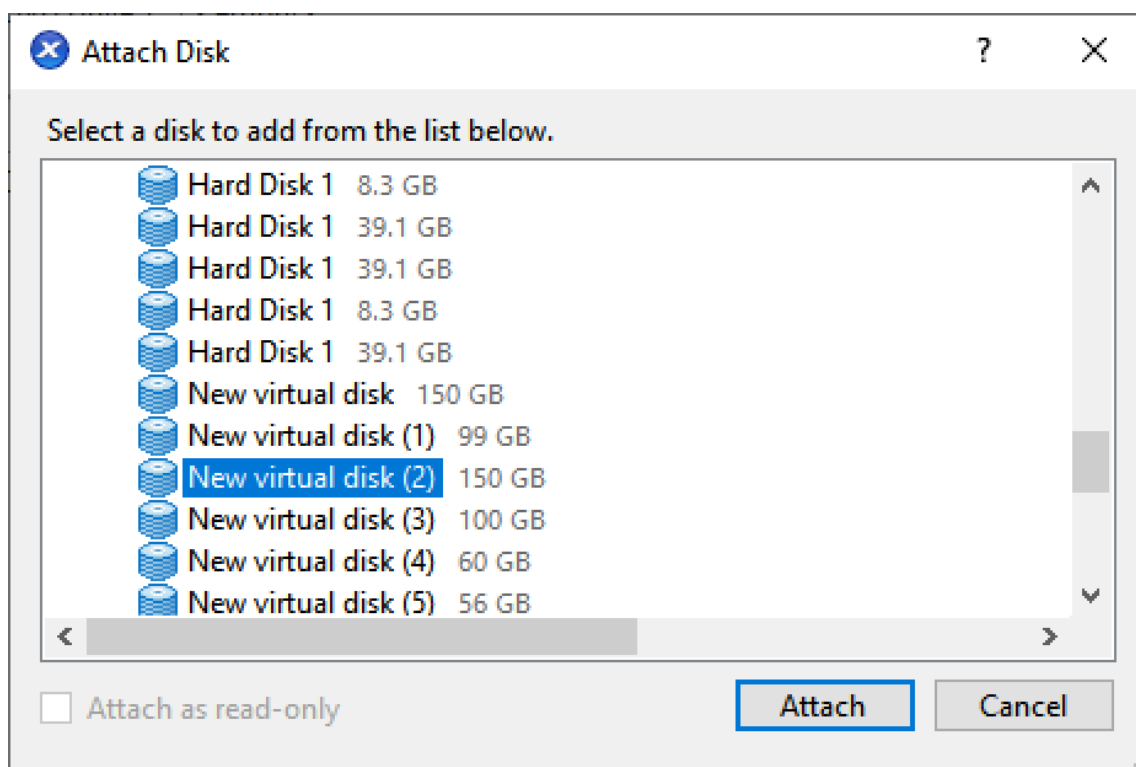 Attach Disk ?
Select a disk to add from the list below.
Hard Disk 1 8.3 GB
Hard Disk 1 39.1 GB
Hard Disk 1 39.1 GB
Hard Disk 1 8.3 GB
Hard Disk 1 39.1 GB
New virtual disk 150 GB
New virtual disk (1) 99 GB
New virtual disk (2) 150 GB
New virtual disk (3) 100 GB
New virtual disk (4) 60 GB
New virtual disk (5) 56 GB
Attach as read-only Attach Cancel